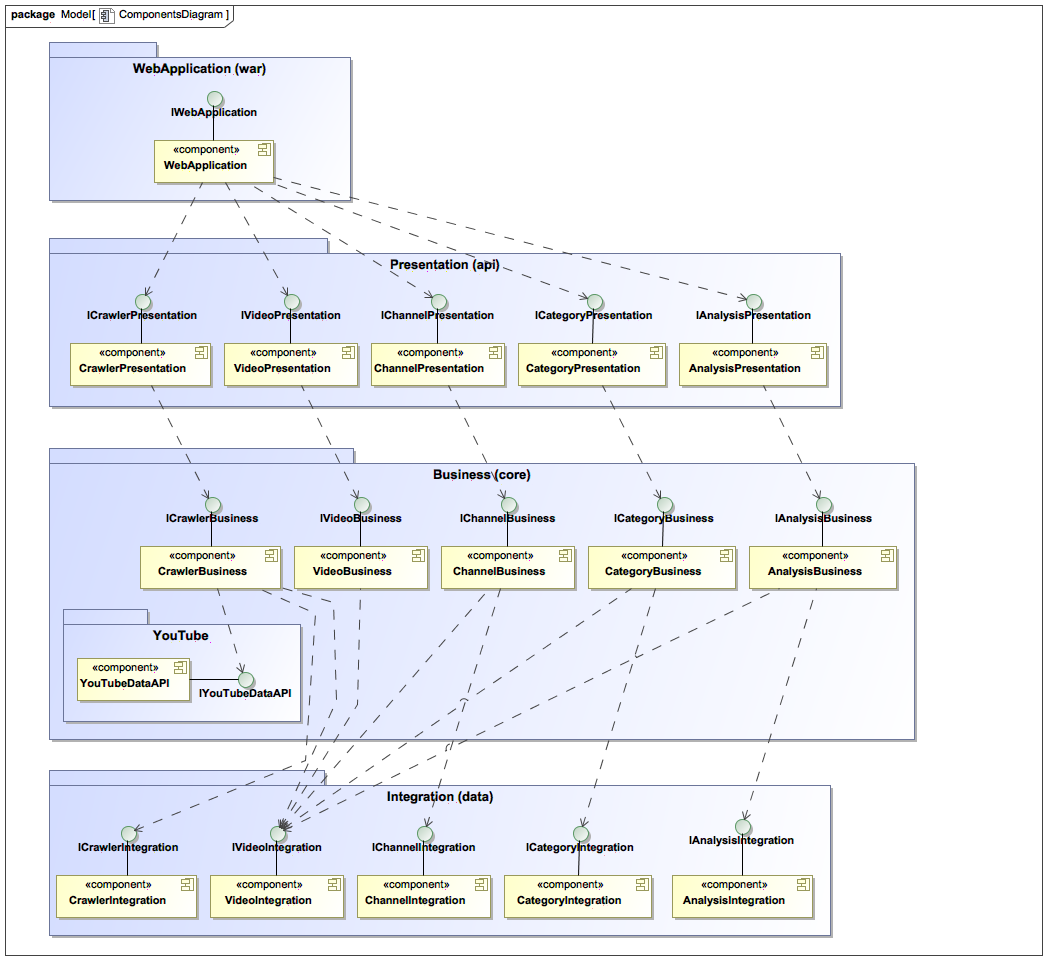 package Model[ ComponentsDiagram ]
WebApplication (war)
IWebApplication
«component»
WebApplication
Presentation (api)
ICrawlerPresentation IVideoPresentation IChannelPresentation ICategoryPresentation IAnalysisPresentation
«component» «component» «component» «component» «component»
CrawlerPresentation VideoPresentation ChannelPresentation CategoryPresentation AnalysisPresentation
Business (core)
ICrawlerBusiness IVideoBusiness IChannelBusiness ICategoryBusiness IAnalysisBusiness
«component» «component» «component» «component» «component»
CrawlerBusiness VideoBusiness ChannelBusiness CategoryBusiness AnalysisBusiness
YouTube
«component»
YouTubeDataAPI
IYouTubeDataAPI
Integration (data)
ICrawlerIntegration IVideoIntegration IChannelIntegration ICategoryIntegration IAnalysisIntegration
«component» «component» «component» «component» «component»
CrawlerIntegration VideoIntegration ChannelIntegration CategoryIntegration AnalysisIntegration